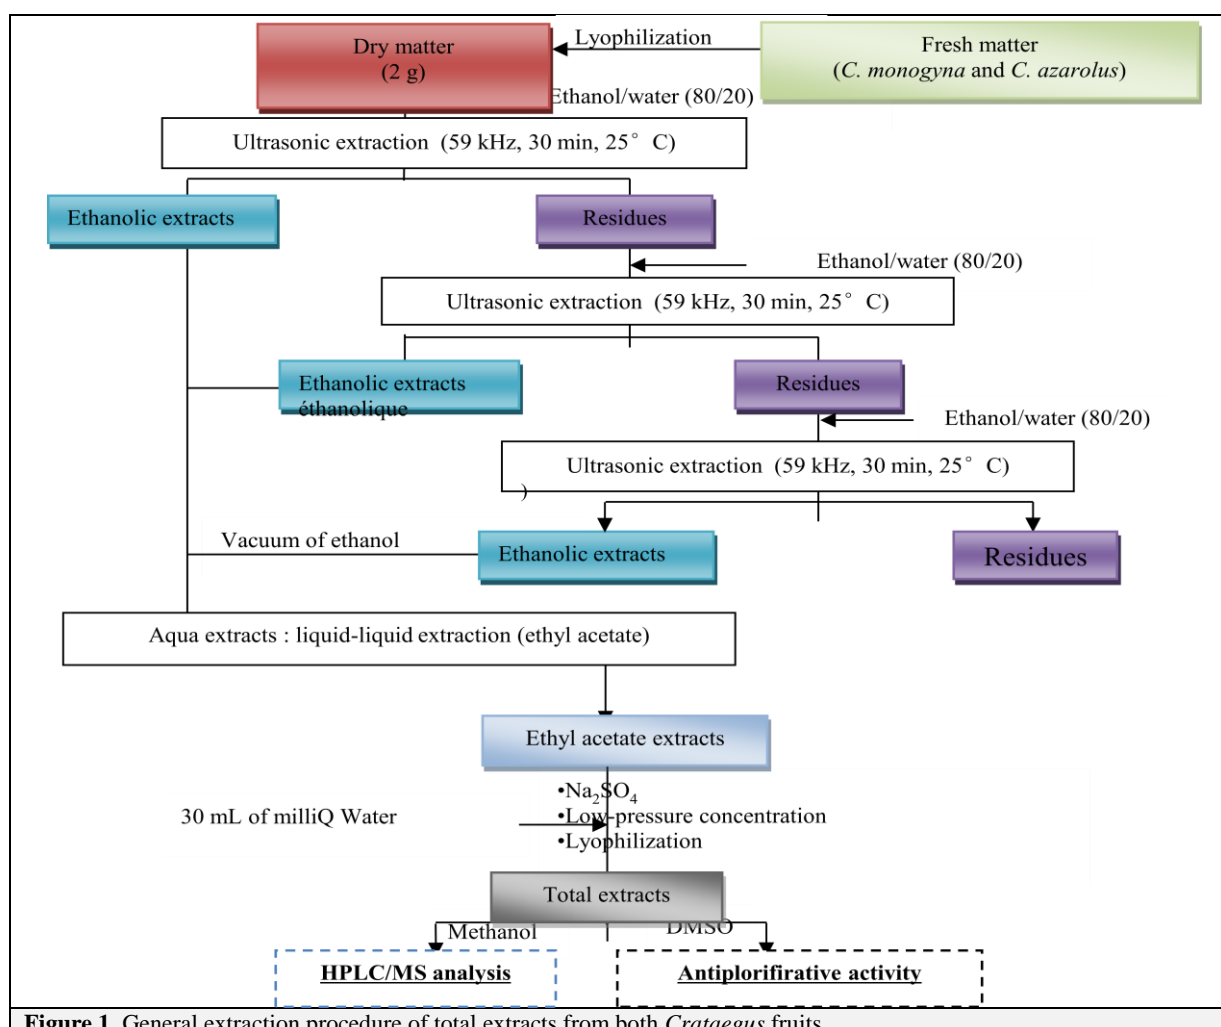 Dry matter
(2 g)
Lyophilization
Fresh matter
(C. monogyna and C. azarolus)
Ethanol/water (80/20)
Ultrasonic extraction (59 kHz, 30 min, 25° C)
Ethanolic extracts
Residues
Ethanol/water (80/20)
Ultrasonic extraction (59 kHz, 30 min, 25° C)
Ethanolic extracts
éthanolique
Residues
Ethanol/water (80/20)
Ultrasonic extraction (59 kHz, 30 min, 25° C)
)
Vacuum of ethanol
Ethanolic extracts
Residues
Aqua extracts : liquid-liquid extraction (ethyl acetate)
Ethyl acetate extracts
30 mL of milliQ Water
•Na₂SO₄
•Low-pressure concentration
•Lyophilization
Total extracts
Methanol
DMSO
HPLC/MS analysis
Antiplorifirative activity
Figure 1. General extraction procedure of total extracts from both Crataegus fruits